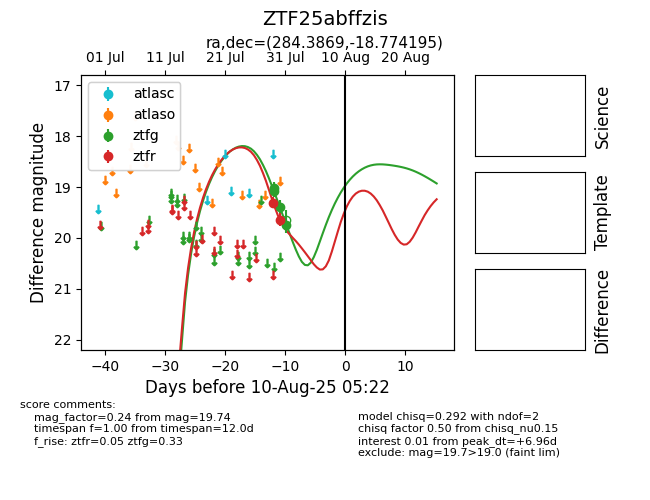 ZTF25abffzis
ra,dec=(284.3869,-18.774195)
01 Jul 11 Jul 21 Jul 31 Jul 10 Aug 20 Aug
17
18
19
20
21
22
Difference magnitude
atlasc
atlaso
ztfg
ztfr
−40 −30 −20 −10 0 10
Days before 10-Aug-25 05:22
Science
Template
Difference
score comments:
mag_factor=0.24 from mag=19.74
timespan f=1.00 from timespan=12.0d
f_rise: ztfr=0.05 ztfg=0.33
model chisq=0.292 with ndof=2
chisq factor 0.50 from chisq_nu0.15
interest 0.01 from peak_dt=+6.96d
exclude: mag=19.7>19.0 (faint lim)